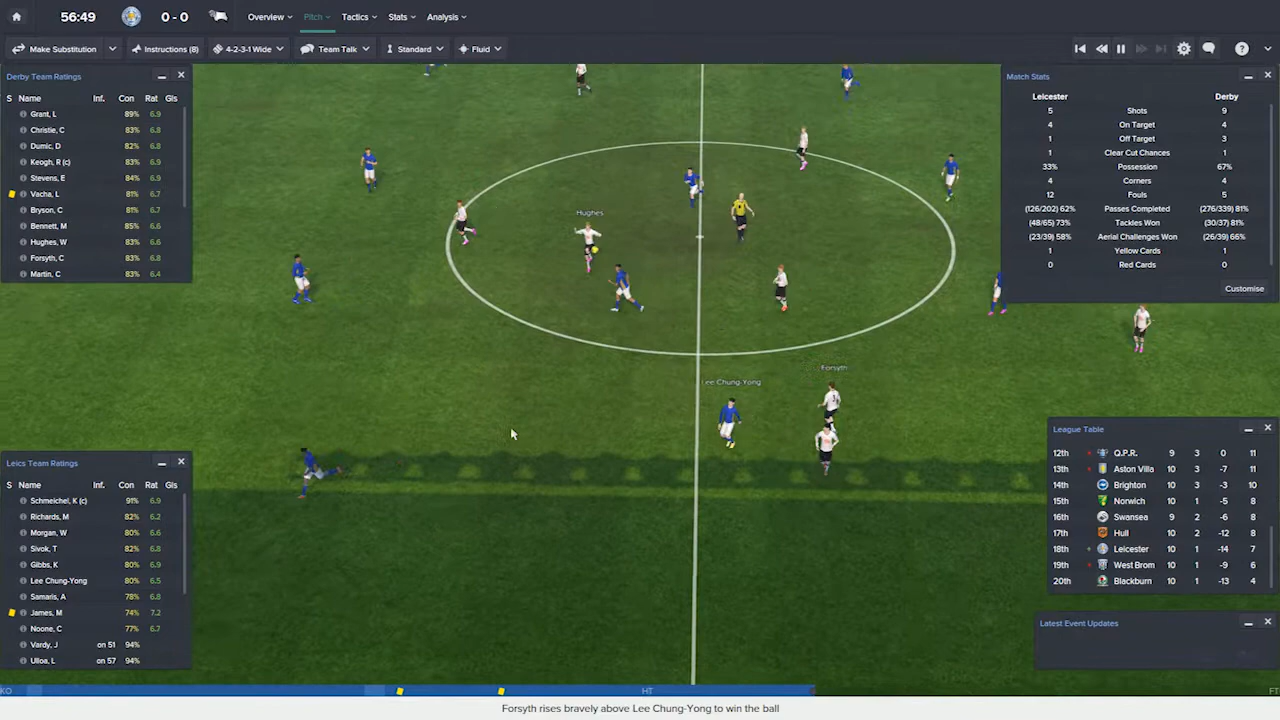 56:49 0 - 0 Overview Pitch Tactics Stats Analysis
Make Substitution Instructions (8) 4-2-3-1 Wide Team Talk Standard Fluid
Derby Team Ratings
S Name Inf. Con Rat Gls
Grant, L 89% 6.9
Christie, C 83% 6.8
Dumic, D 82% 6.8
Keogh, R (c) 83% 6.9
Stevens, E 84% 6.9
Vacha, L 81% 6.7
Bryson, C 81% 6.7
Bennett, M 85% 6.6
Hughes, W 83% 6.6
Forsyth, C 83% 6.8
Martin, C 83% 6.4
Match Stats
Leicester Derby
5 Shots 9
4 On Target 4
1 Off Target 3
1 Clear Cut Chances 1
33% Possession 67%
4 Corners 4
12 Fouls 5
(126/202) 62% Passes Completed (276/339) 81%
(48/65) 73% Tackles Won (30/37) 81%
(23/39) 58% Aerial Challenges Won (26/39) 66%
1 Yellow Cards 1
0 Red Cards 0
Customise
Hughes
Forsyth
Lee Chung-Yong
Leics Team Ratings
S Name Inf. Con Rat Gls
Schmeichel, K (c) 91% 6.9
Richards, M 82% 6.2
Morgan, W 80% 6.6
Sivok, T 82% 6.8
Gibbs, K 80% 6.9
Lee Chung-Yong 80% 6.5
Samaris, A 78% 6.8
James, M 74% 7.2
Noone, C 77% 6.7
Vardy, J on 51 94%
Ulloa, L on 57 94%
League Table
12th Q.P.R. 9 3 0 11
13th Aston Villa 10 3 -7 11
14th Brighton 10 3 -3 10
15th Norwich 10 1 -5 8
16th Swansea 9 2 -6 8
17th Hull 10 2 -12 8
18th Leicester 10 1 -14 7
19th West Brom 10 1 -9 6
20th Blackburn 10 1 -13 4
Latest Event Updates
KO HT FT
Forsyth rises bravely above Lee Chung-Yong to win the ball